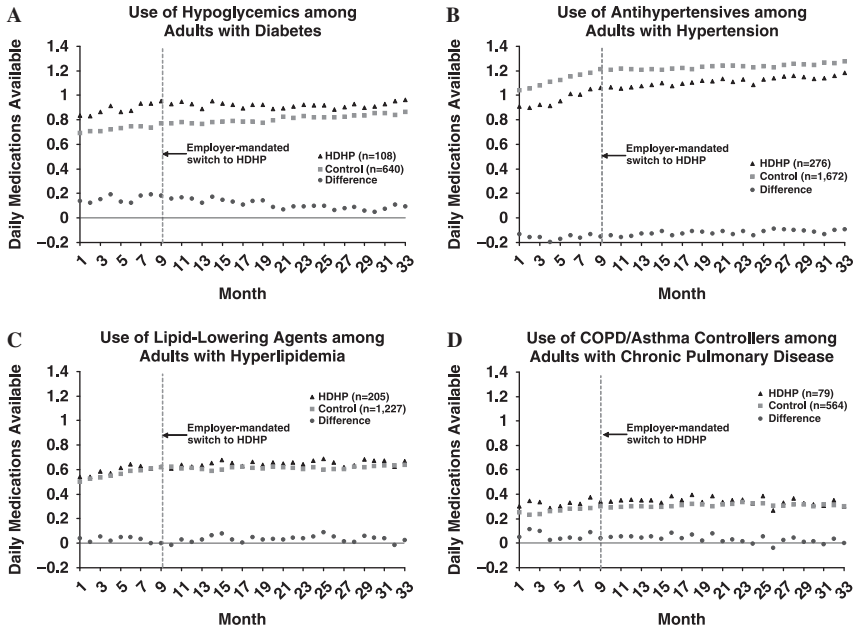 A
Use of Hypoglycemics among
Adults with Diabetes
Daily Medications Available
1.4
1.2
1
0.8
0.6
0.4
0.2
0
−0.2
Employer-mandated
switch to HDHP
HDHP (n=108)
Control (n=640)
Difference
1 3 5 7 9 11 13 15 17 19 21 23 25 27 29 31 33
Month
B
Use of Antihypertensives among
Adults with Hypertension
Daily Medications Available
1.4
1.2
1
0.8
0.6
0.4
0.2
0
−0.2
Employer-mandated
switch to HDHP
HDHP (n=276)
Control (n=1,672)
Difference
1 3 5 7 9 11 13 15 17 19 21 23 25 27 29 31 33
Month
C
Use of Lipid-Lowering Agents among
Adults with Hyperlipidemia
Daily Medications Available
1.4
1.2
1
0.8
0.6
0.4
0.2
0
−0.2
HDHP (n=205)
Control (n=1,227)
Difference
Employer-mandated
switch to HDHP
1 3 5 7 9 11 13 15 17 19 21 23 25 27 29 31 33
Month
D
Use of COPD/Asthma Controllers among
Adults with Chronic Pulmonary Disease
Daily Medications Available
1.4
1.2
1
0.8
0.6
0.4
0.2
0
−0.2
HDHP (n=79)
Control (n=564)
Difference
Employer-mandated
switch to HDHP
1 3 5 7 9 11 13 15 17 19 21 23 25 27 29 31 33
Month